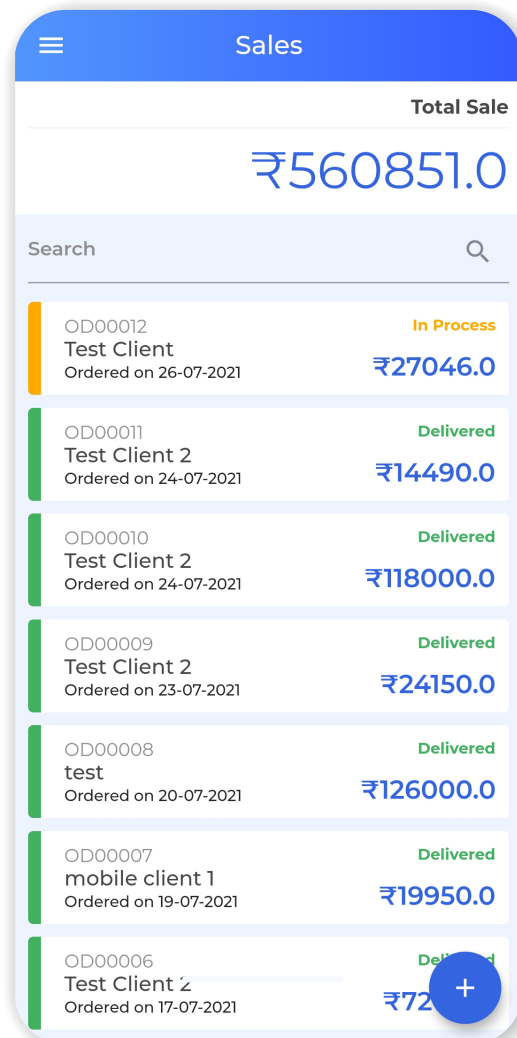 Sales
Total Sale
₹560851.0
Search
OD00012
In Process
Test Client
Ordered on 26-07-2021
₹27046.0
OD00011
Delivered
Test Client 2
Ordered on 24-07-2021
₹14490.0
OD00010
Delivered
Test Client 2
Ordered on 24-07-2021
₹118000.0
OD00009
Delivered
Test Client 2
Ordered on 23-07-2021
₹24150.0
OD00008
Delivered
test
Ordered on 20-07-2021
₹126000.0
OD00007
Delivered
mobile client 1
Ordered on 19-07-2021
₹19950.0
OD00006
Test Client 2
Ordered on 17-07-2021
+